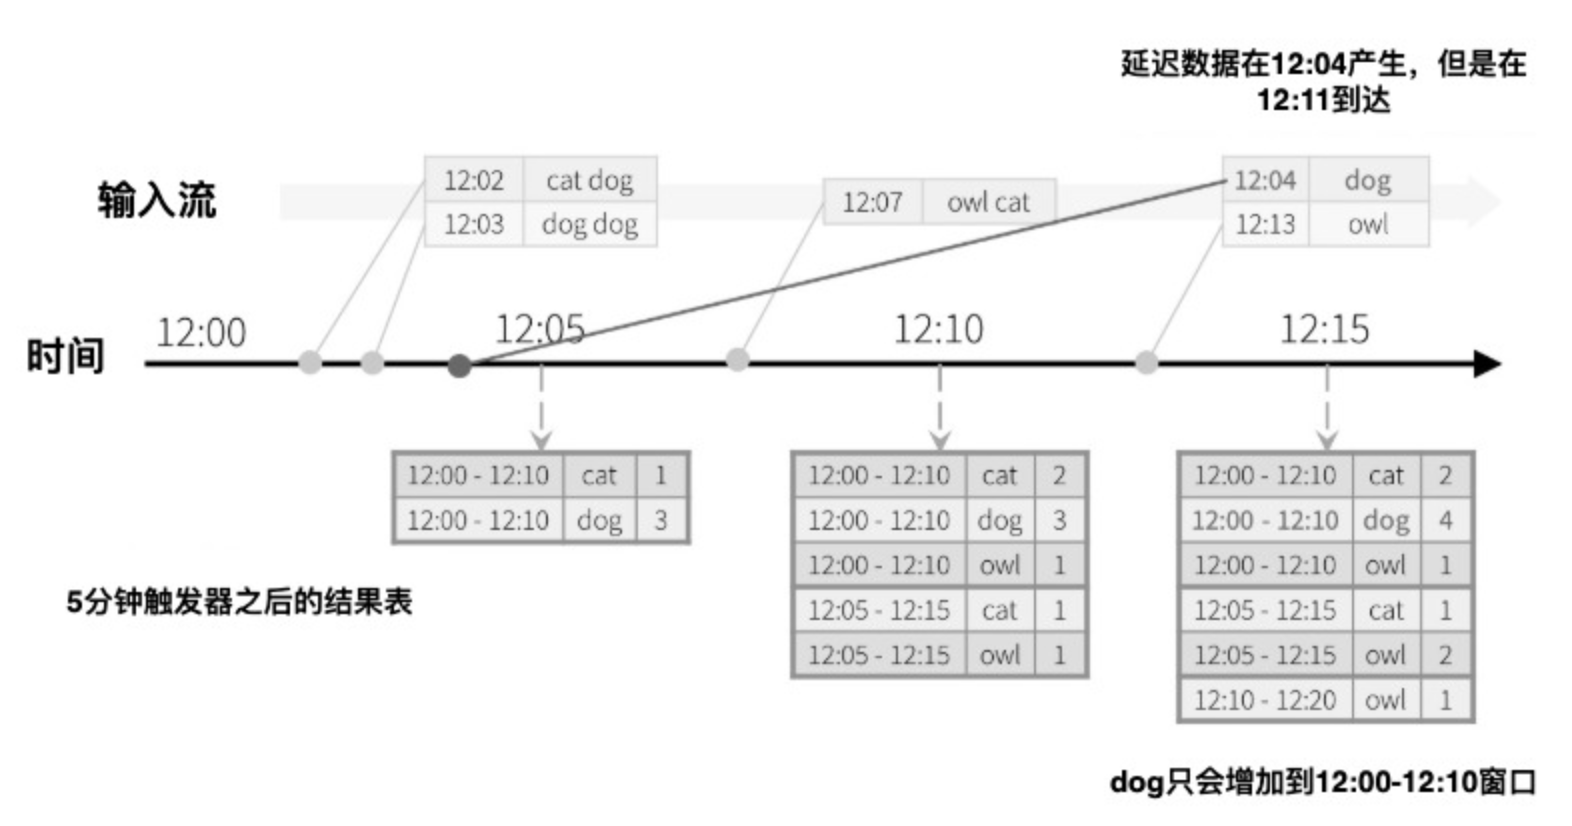 延迟数据在12:04产生，但是在
12:11到达
输入流
12:02 cat dog
12:03 dog dog
12:07 owl cat
12:04 dog
12:13 owl
时间
12:00
12:05
12:10
12:15
12:00 - 12:10 cat 1
12:00 - 12:10 dog 3
12:00 - 12:10 cat 2
12:00 - 12:10 dog 3
12:00 - 12:10 owl 1
12:05 - 12:15 cat 1
12:05 - 12:15 owl 1
12:00 - 12:10 cat 2
12:00 - 12:10 dog 4
12:00 - 12:10 owl 1
12:05 - 12:15 cat 1
12:05 - 12:15 owl 2
12:10 - 12:20 owl 1
5分钟触发器之后的结果表
dog只会增加到12:00-12:10窗口